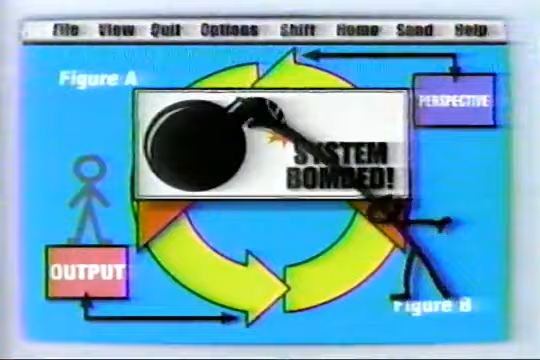 File View Quit Options Shift Home Send Help
Figure A
PERSPECTIVE
SYSTEM
BOMBED!
OUTPUT
Figure B